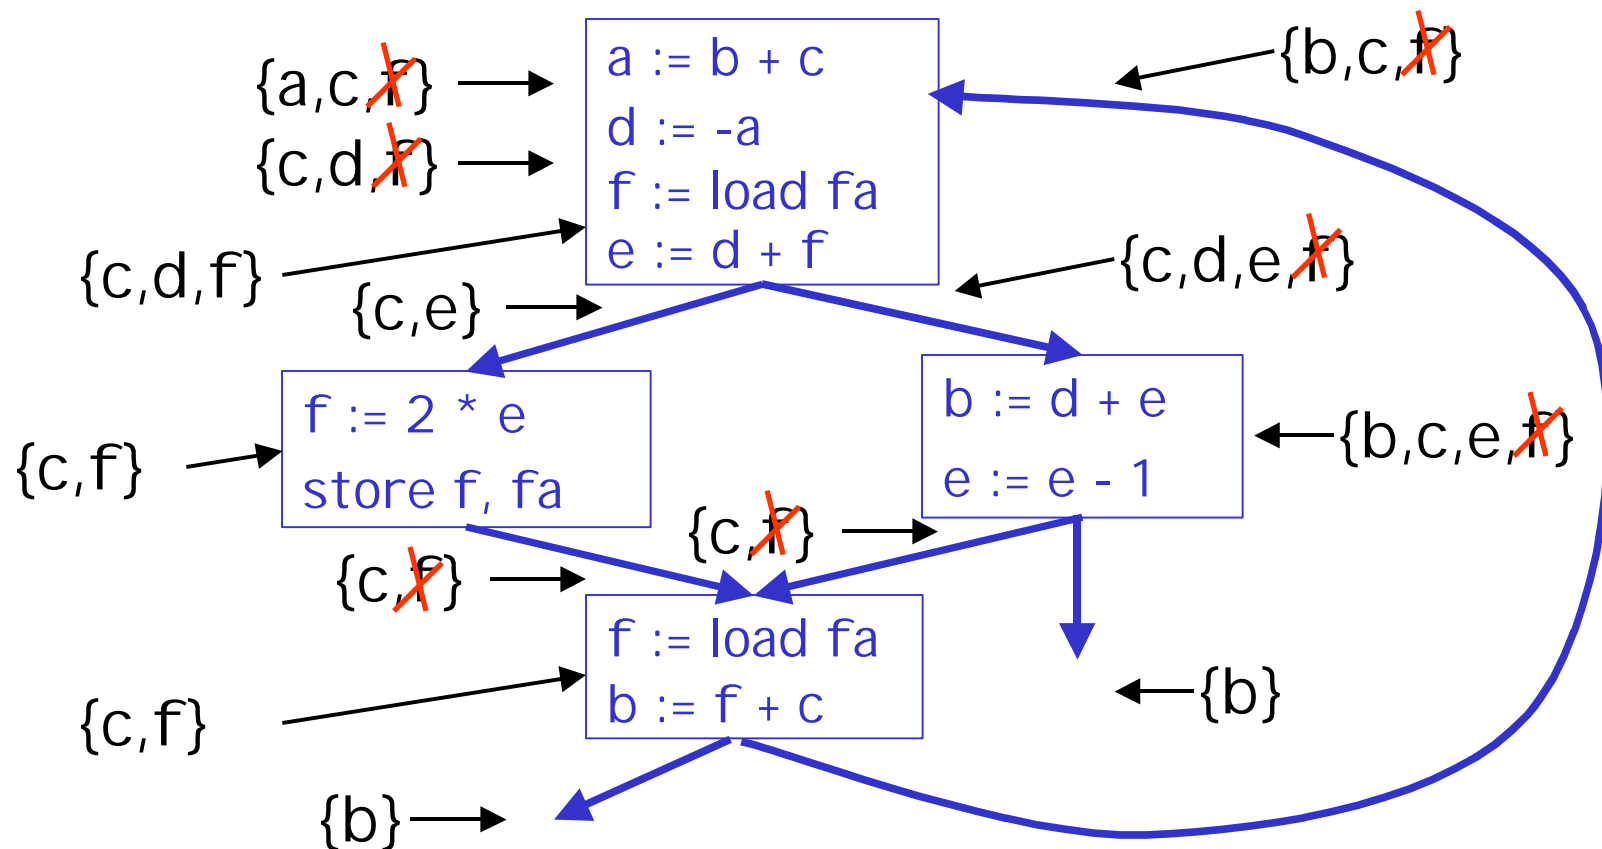 a := b + c
d := -a
f := load fa
e := d + f
{a,c,f}
{c,d,f}
{c,d,f}
{c,e}
{b,c,f}
{c,d,e,f}
f := 2 * e
store f, fa
b := d + e
e := e - 1
{c,f}
{b,c,e,f}
{c,f}
{c,f}
f := load fa
b := f + c
{c,f}
{b}
{b}